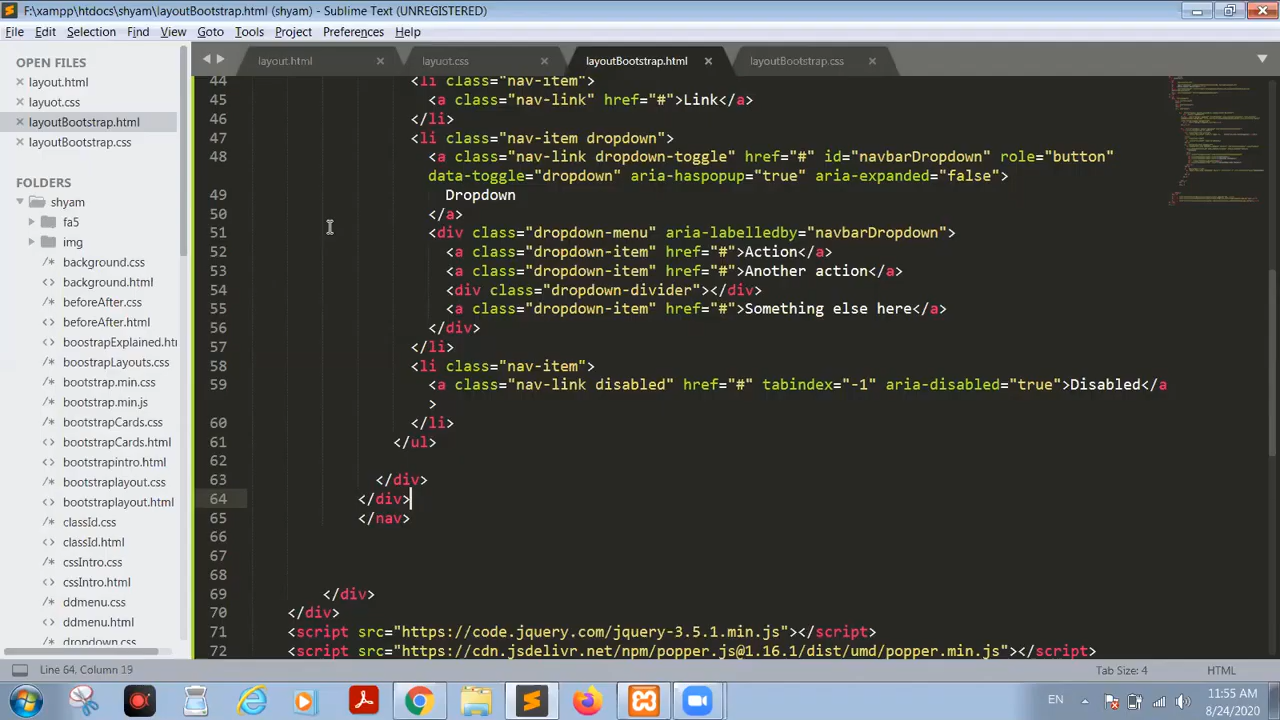 F:\xampp\htdocs\shyam\layoutBootstrap.html (shyam) - Sublime Text (UNREGISTERED)
File Edit Selection Find View Goto Tools Project Preferences Help
OPEN FILES
layout.html
layuot.css
layoutBootstrap.html
layoutBootstrap.css
FOLDERS
shyam
fa5
img
background.css
background.html
beforeAfter.css
beforeAfter.html
boostrapExplained.ht
boostrapLayouts.css
bootstrap.min.css
bootstrap.min.js
bootstrapCards.css
bootstrapCards.html
bootstrapintro.html
bootstraplayout.css
bootstraplayout.html
classId.css
classId.html
cssIntro.css
cssIntro.html
ddmenu.css
ddmenu.html
dropdown.css
layout.html layuot.css layoutBootstrap.html layoutBootstrap.css
44 <li class="nav-item">
45 <a class="nav-link" href="#">Link</a>
46 </li>
47 <li class="nav-item dropdown">
48 <a class="nav-link dropdown-toggle" href="#" id="navbarDropdown" role="button"
data-toggle="dropdown" aria-haspopup="true" aria-expanded="false">
49 Dropdown
50 </a>
51 <div class="dropdown-menu" aria-labelledby="navbarDropdown">
52 <a class="dropdown-item" href="#">Action</a>
53 <a class="dropdown-item" href="#">Another action</a>
54 <div class="dropdown-divider"></div>
55 <a class="dropdown-item" href="#">Something else here</a>
56 </div>
57 </li>
58 <li class="nav-item">
59 <a class="nav-link disabled" href="#" tabindex="-1" aria-disabled="true">Disabled</a
>
60 </li>
61 </ul>
62
63 </div>
64 </div>
65 </nav>
66
67
68
69 </div>
70 </div>
71 <script src="https://code.jquery.com/jquery-3.5.1.min.js"></script>
72 <script src="https://cdn.jsdelivr.net/npm/popper.js@1.16.1/dist/umd/popper.min.js"></script>
Line 64, Column 19 Tab Size: 4 HTML
EN 11:55 AM
8/24/2020